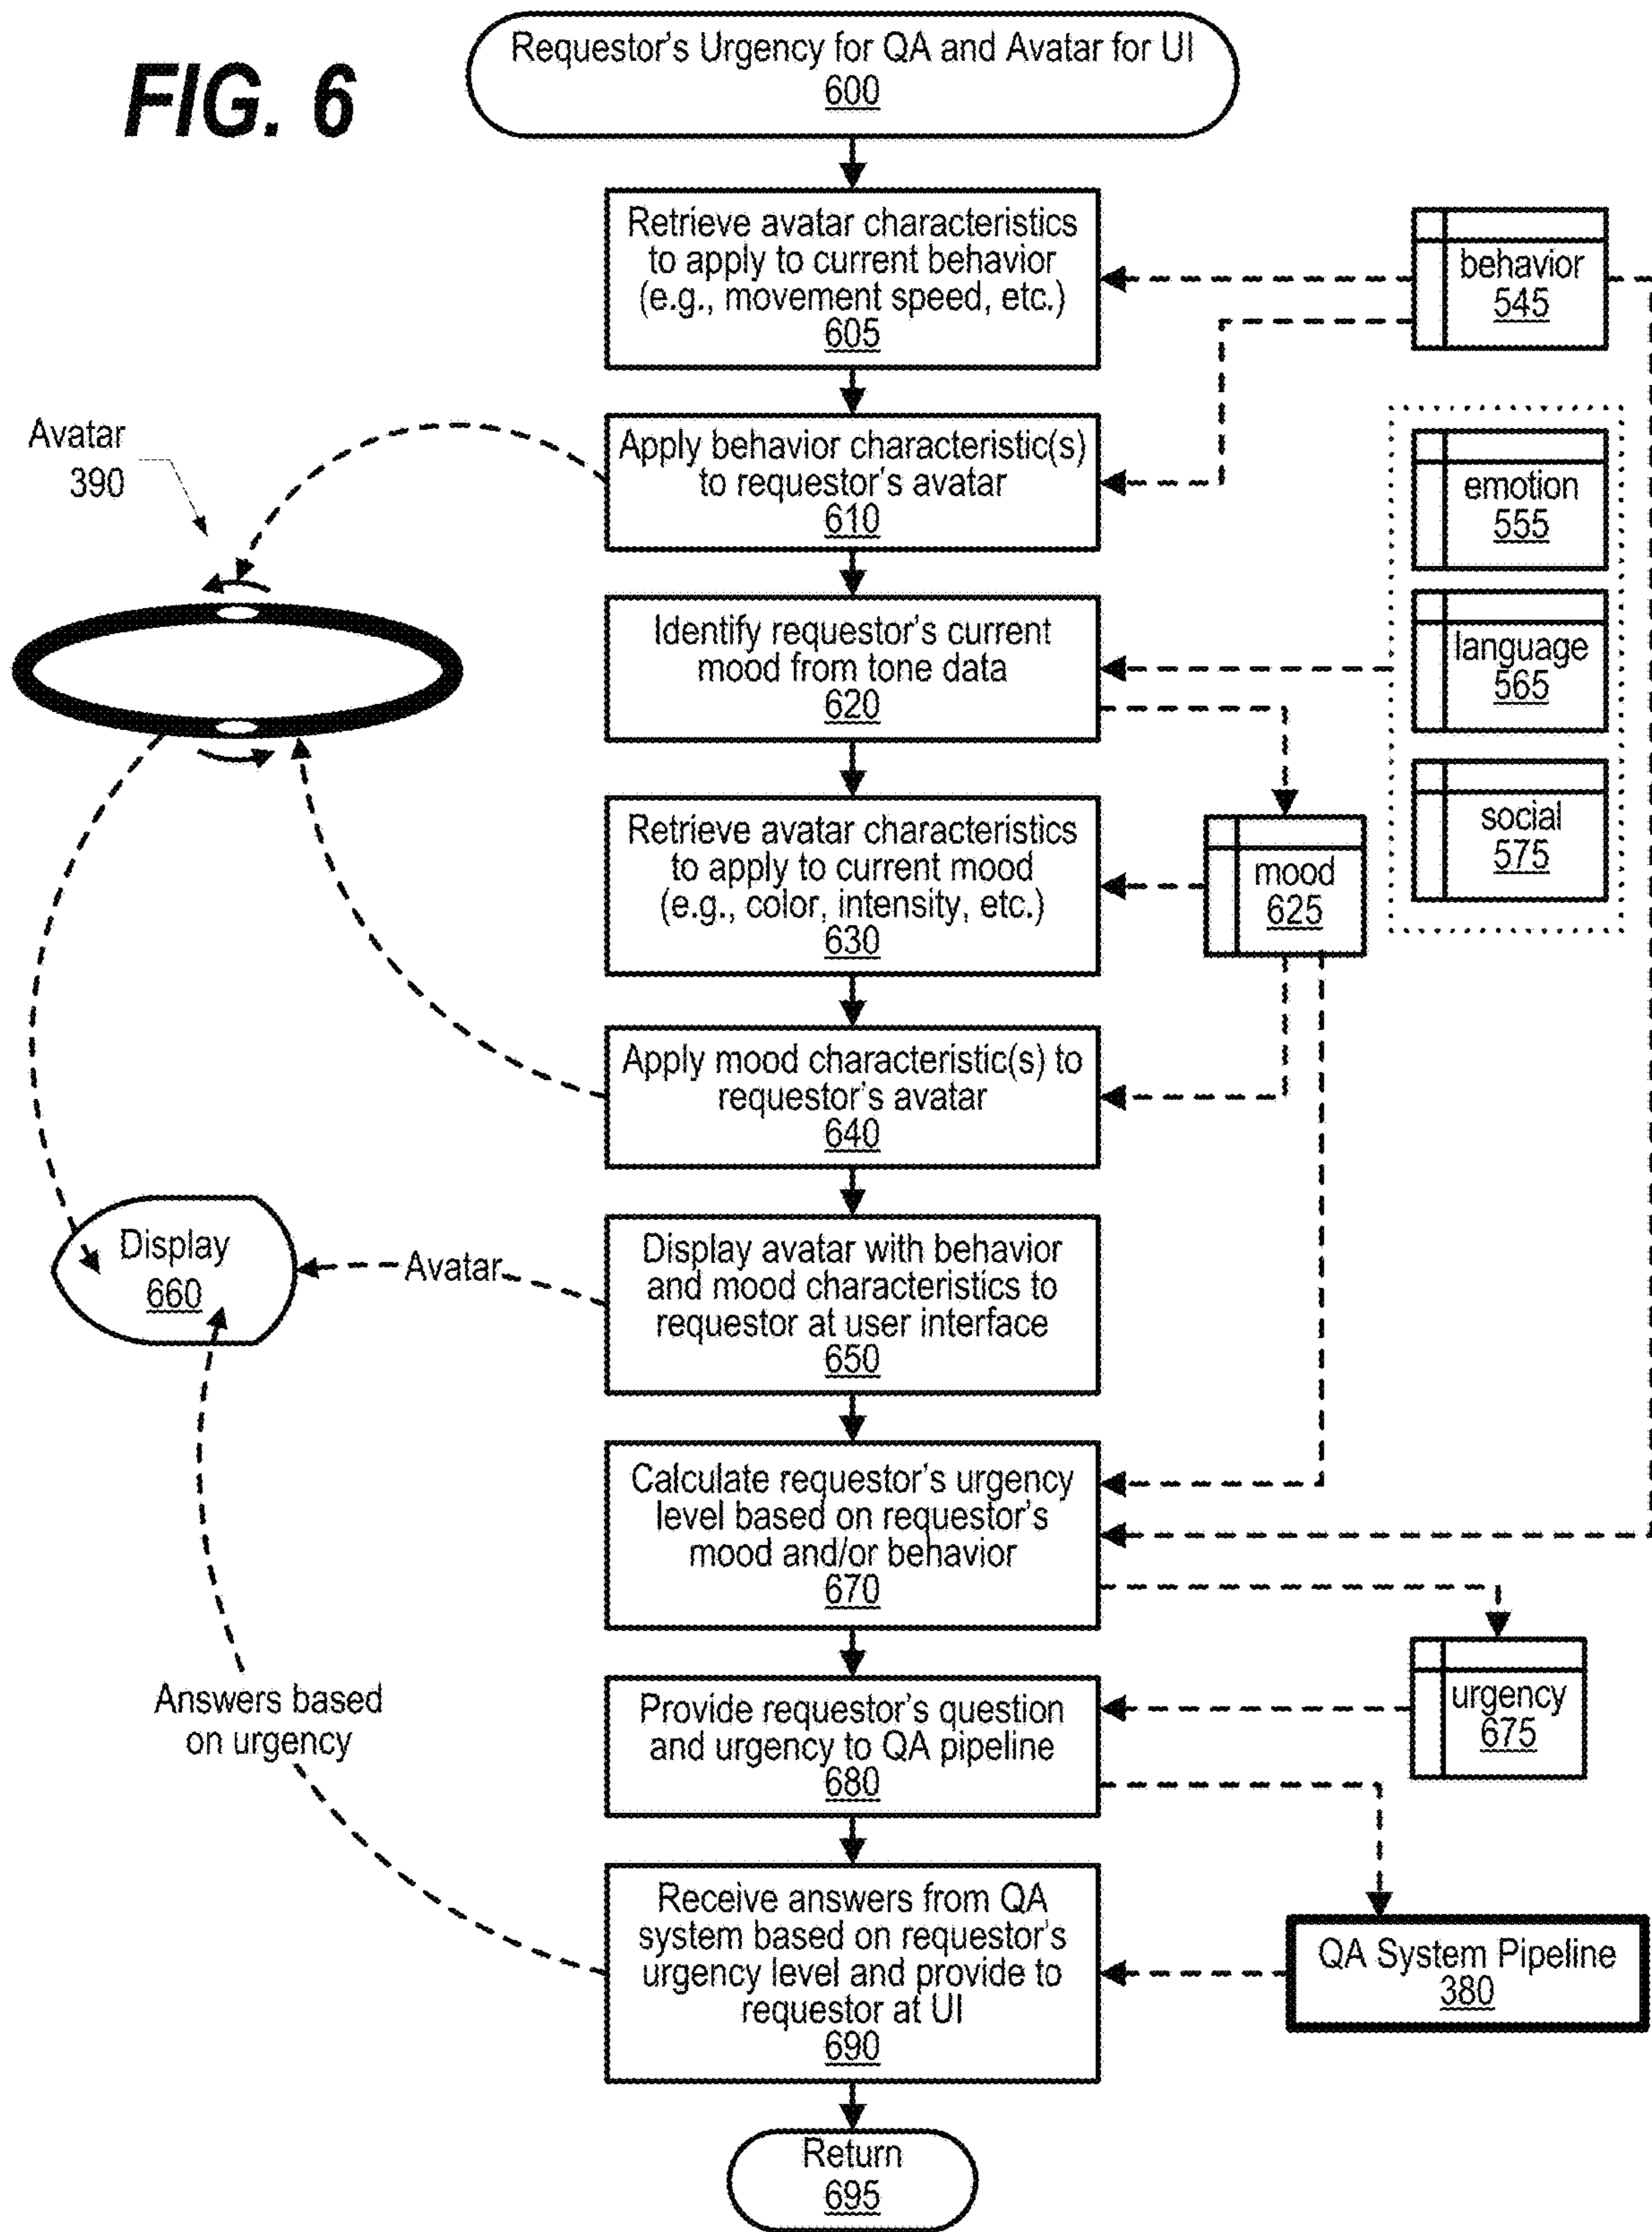 FIG. 6
Requestor's Urgency for QA and Avatar for UI
600
Retrieve avatar characteristics
to apply to current behavior
(e.g., movement speed, etc.)
605
behavior
545
Avatar
390
Apply behavior characteristic(s)
to requestor's avatar
610
emotion
555
Identify requestor's current
mood from tone data
620
language
565
Retrieve avatar characteristics
to apply to current mood
(e.g., color, intensity, etc.)
630
mood
625
social
575
Apply mood characteristic(s) to
requestor's avatar
640
Display
660
Avatar
Display avatar with behavior
and mood characteristics to
requestor at user interface
650
Calculate requestor's urgency
level based on requestor's
mood and/or behavior
670
Answers based
on urgency
Provide requestor's question
and urgency to QA pipeline
680
urgency
675
Receive answers from QA
system based on requestor's
urgency level and provide to
requestor at UI
690
QA System Pipeline
380
Return
695